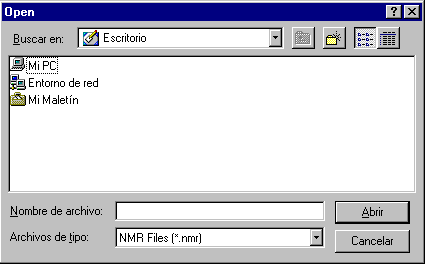 Open
Buscar en: Escritorio
Mi PC
Entorno de red
Mi Maletín
Nombre de archivo: Abrir
Archivos de tipo: NMR Files (*.nmr) Cancelar